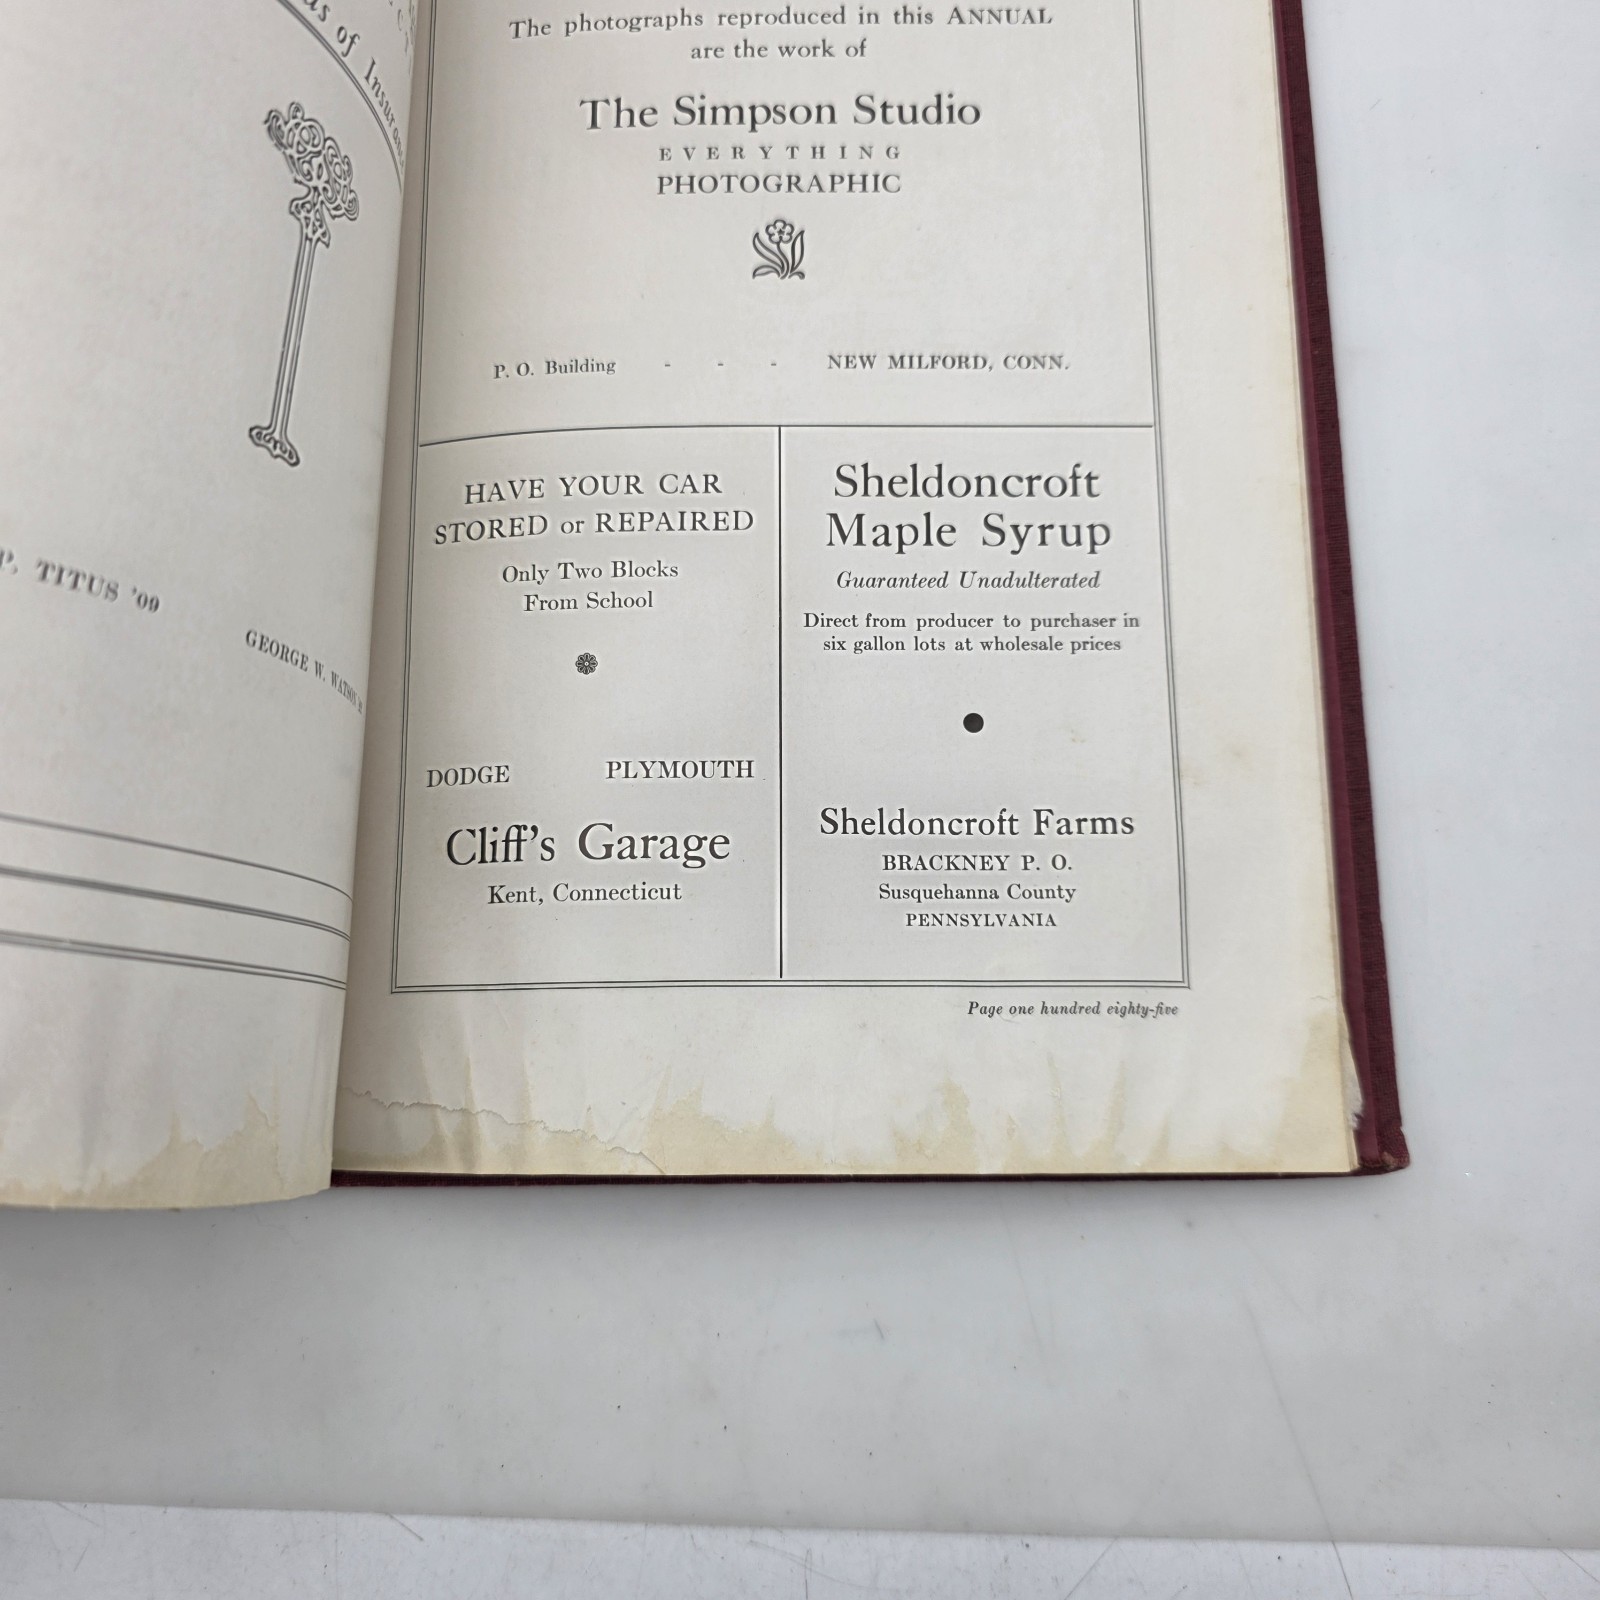 of Insurance
P. TITUS '09
GEORGE W. WATSON
The photographs reproduced in this ANNUAL
are the work of
The Simpson Studio
EVERYTHING
PHOTOGRAPHIC
P. O. Building - - - NEW MILFORD, CONN.
HAVE YOUR CAR
STORED or REPAIRED
Only Two Blocks
From School
DODGE PLYMOUTH
Cliff's Garage
Kent, Connecticut
Sheldoncroft
Maple Syrup
Guaranteed Unadulterated
Direct from producer to purchaser in
six gallon lots at wholesale prices
Sheldoncroft Farms
BRACKNEY P. O.
Susquehanna County
PENNSYLVANIA
Page one hundred eighty-five